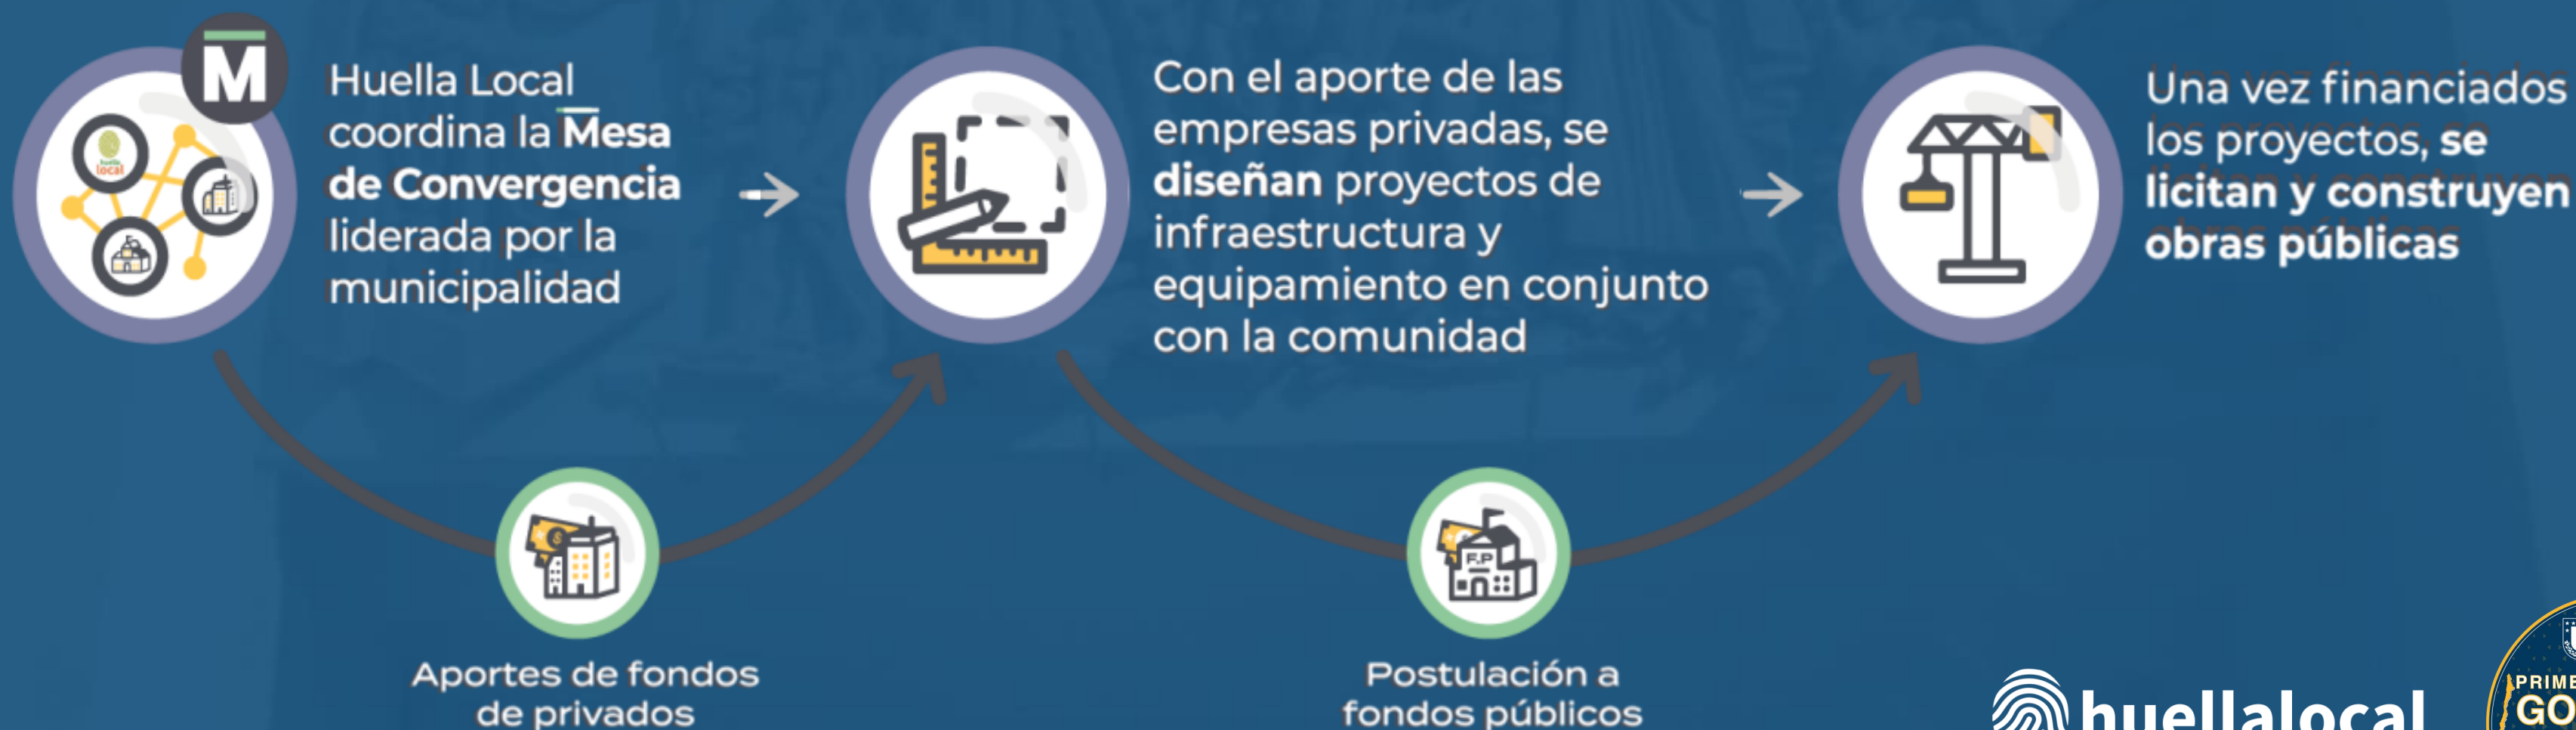 M
Huella Local
coordina la Mesa
de Convergencia
liderada por la
municipalidad
Con el aporte de las
empresas privadas, se
diseñan proyectos de
infraestructura y
equipamiento en conjunto
con la comunidad
Una vez financiados
los proyectos, se
licitan y construyen
obras públicas
huella
local
$
F.P
Aportes de fondos
de privados
Postulación a
fondos públicos
huellalocal